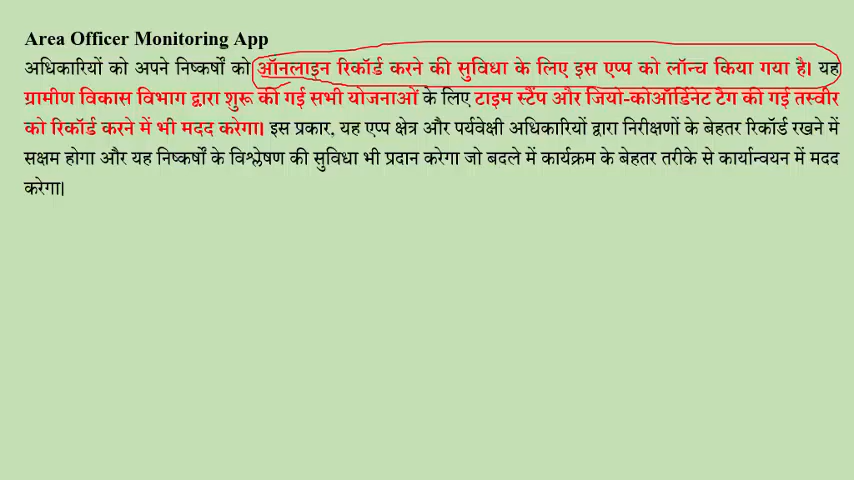 Area Officer Monitoring App
अधिकारियों को अपने निष्कर्षों को ऑनलाइन रिकॉर्ड करने की सुविधा के लिए इस एप्प को लॉन्च किया गया है। यह
ग्रामीण विकास विभाग द्वारा शुरू की गई सभी योजनाओं के लिए टाइम स्टैंप और जियो-कोऑर्डिनेट टैग की गई तस्वीर
को रिकॉर्ड करने में भी मदद करेगा। इस प्रकार, यह एप्प क्षेत्र और पर्यवेक्षी अधिकारियों द्वारा निरीक्षणों के बेहतर रिकॉर्ड रखने में
सक्षम होगा और यह निष्कर्षों के विश्लेषण की सुविधा भी प्रदान करेगा जो बदले में कार्यक्रम के बेहतर तरीके से कार्यान्वयन में मदद
करेगा।